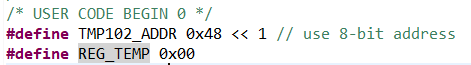 /* USER CODE BEGIN 0 */
#define TMP102_ADDR 0x48 << 1 // use 8-bit address
#define REG_TEMP 0x00